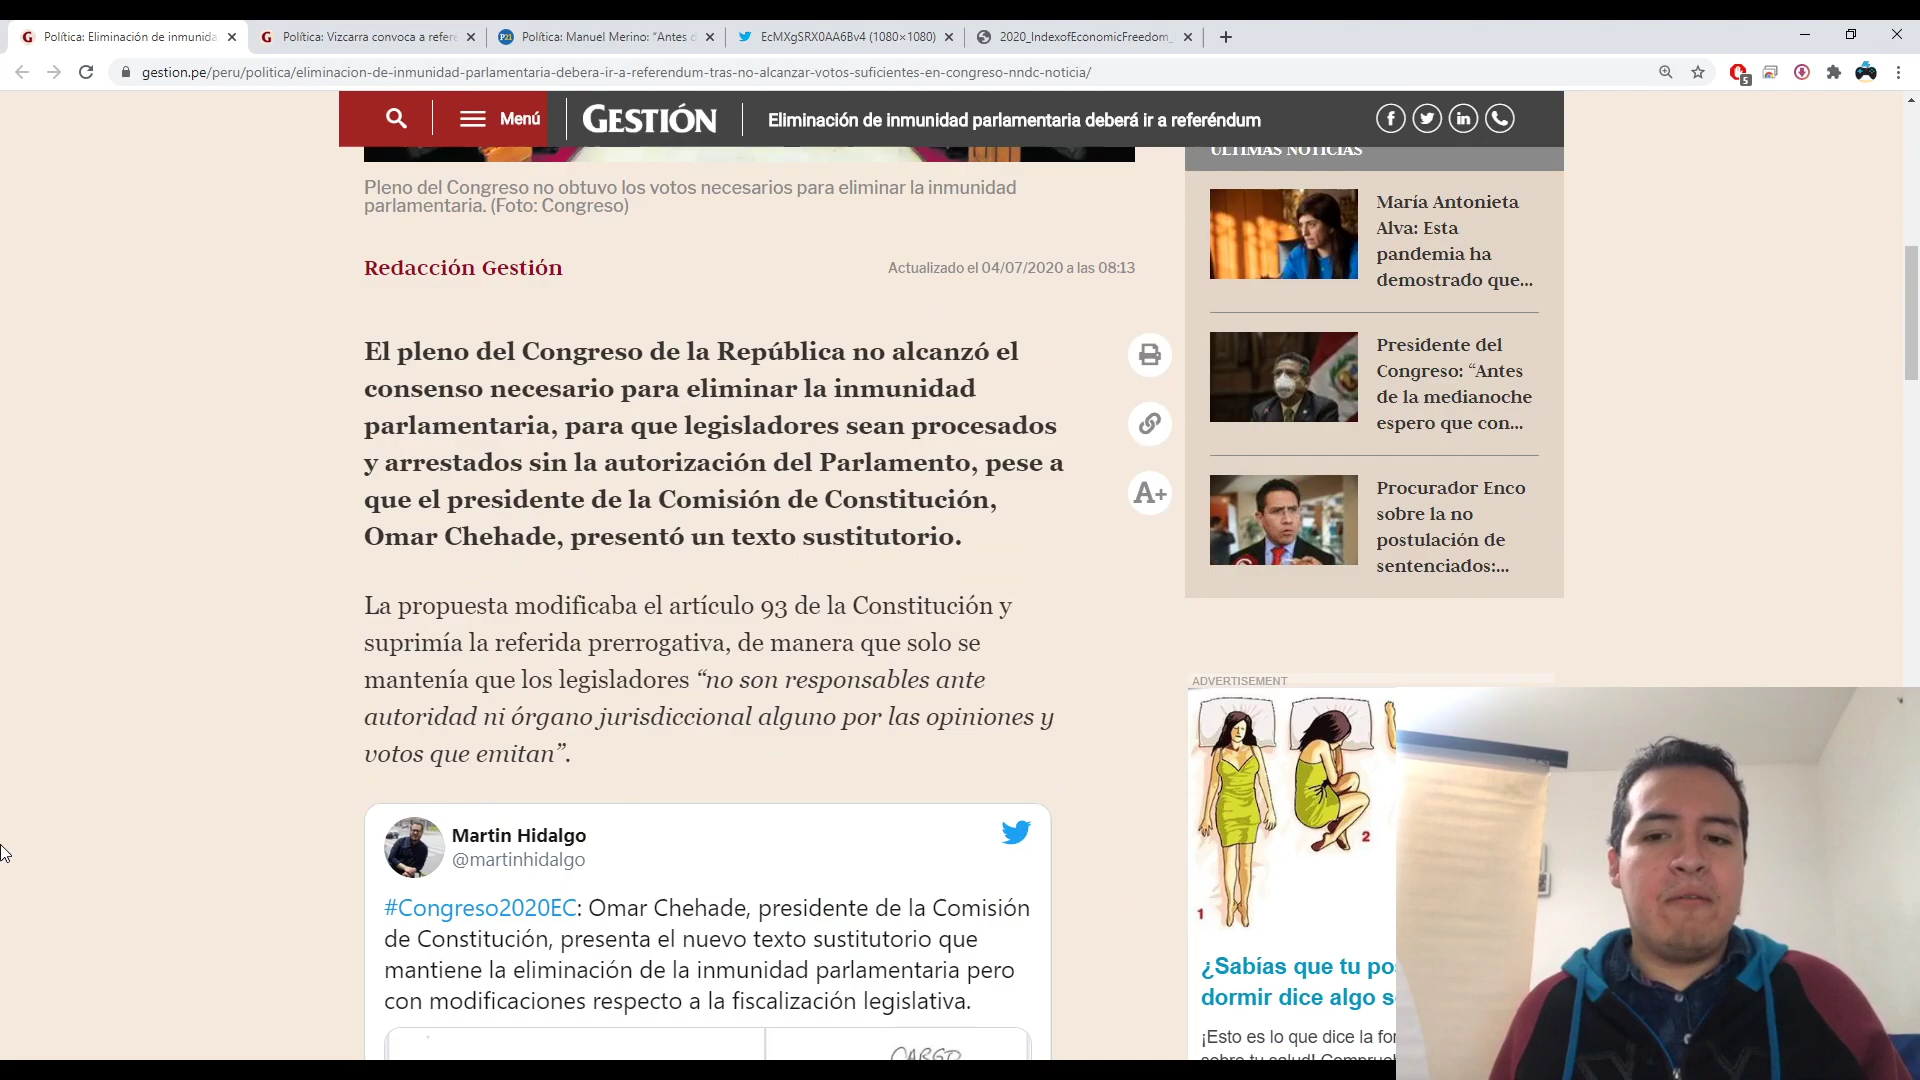 Política: Eliminación de inmunida
Política: Vizcarra convoca a refere
Política: Manuel Merino: “Antes d
EcMXgSRX0AA6Bv4 (1080×1080)
2020_IndexofEconomicFreedom_
gestion.pe/peru/politica/eliminacion-de-inmunidad-parlamentaria-debera-ir-a-referendum-tras-no-alcanzar-votos-suficientes-en-congreso-nndc-noticia/
Menú
GESTIÓN
Eliminación de inmunidad parlamentaria deberá ir a referéndum
Pleno del Congreso no obtuvo los votos necesarios para eliminar la inmunidad
parlamentaria. (Foto: Congreso)
Redacción Gestión
Actualizado el 04/07/2020 a las 08:13
El pleno del Congreso de la República no alcanzó el
consenso necesario para eliminar la inmunidad
parlamentaria, para que legisladores sean procesados
y arrestados sin la autorización del Parlamento, pese a
que el presidente de la Comisión de Constitución,
Omar Chehade, presentó un texto sustitutorio.
A+
La propuesta modificaba el artículo 93 de la Constitución y
suprimía la referida prerrogativa, de manera que solo se
mantenía que los legisladores “no son responsables ante
autoridad ni órgano jurisdiccional alguno por las opiniones y
votos que emitan”.
Martin Hidalgo
@martinhidalgo
#Congreso2020EC: Omar Chehade, presidente de la Comisión
de Constitución, presenta el nuevo texto sustitutorio que
mantiene la eliminación de la inmunidad parlamentaria pero
con modificaciones respecto a la fiscalización legislativa.
CARGO
ÚLTIMAS NOTICIAS
María Antonieta
Alva: Esta
pandemia ha
demostrado que...
Presidente del
Congreso: “Antes
de la medianoche
espero que con...
Procurador Enco
sobre la no
postulación de
sentenciados:...
ADVERTISEMENT
1
2
¿Sabías que tu po
dormir dice algo s
¡Esto es lo que dice la for
sobre tu salud! Comprue